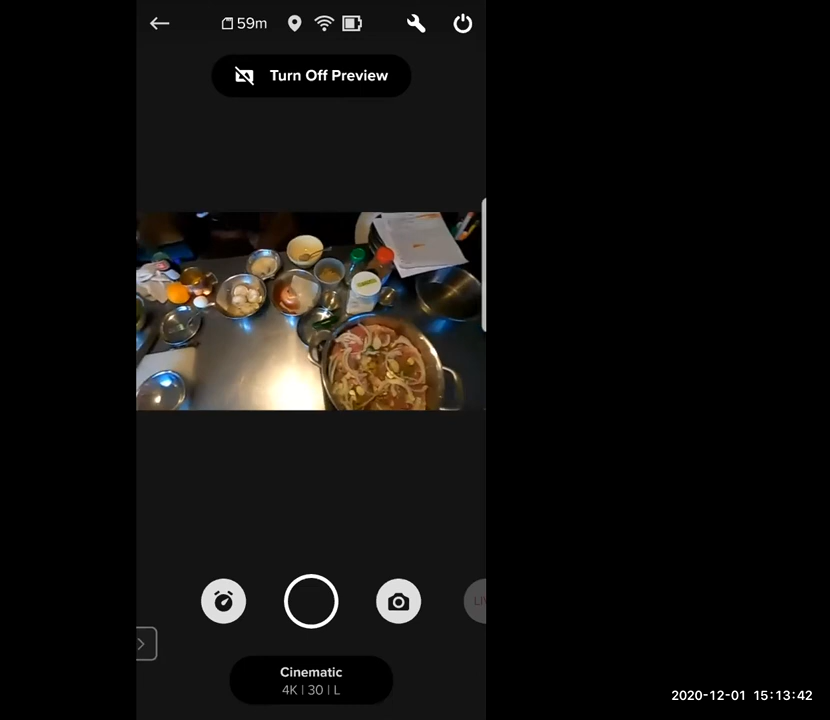 59m
Turn Off Preview
Cinematic
4K | 30 | L
2020-12-01 15:13:42